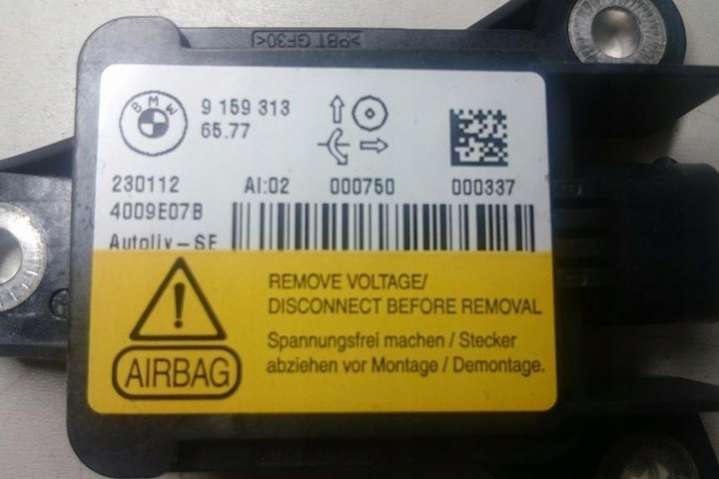 >PBT GF30<
BMW
9 159 313
65.77
230112 AI:02 000750 000337
4009E07B
Autoliv-SE
REMOVE VOLTAGE/
DISCONNECT BEFORE REMOVAL
Spannungsfrei machen / Stecker
abziehen vor Montage / Demontage.
AIRBAG